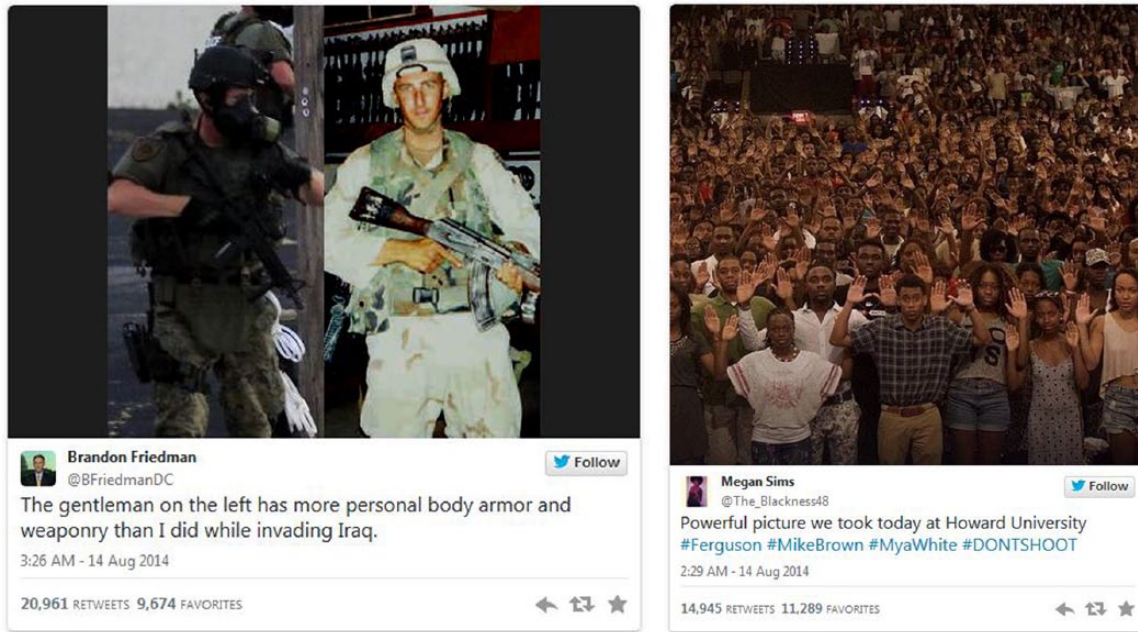 Brandon Friedman
@BFriedmanDC
Follow
The gentleman on the left has more personal body armor and
weaponry than I did while invading Iraq.
3:26 AM - 14 Aug 2014
20,961 RETWEETS 9,674 FAVORITES
Megan Sims
@The_Blackness48
Follow
Powerful picture we took today at Howard University
#Ferguson #MikeBrown #MyaWhite #DONTSHOOT
2:29 AM - 14 Aug 2014
14,945 RETWEETS 11,289 FAVORITES